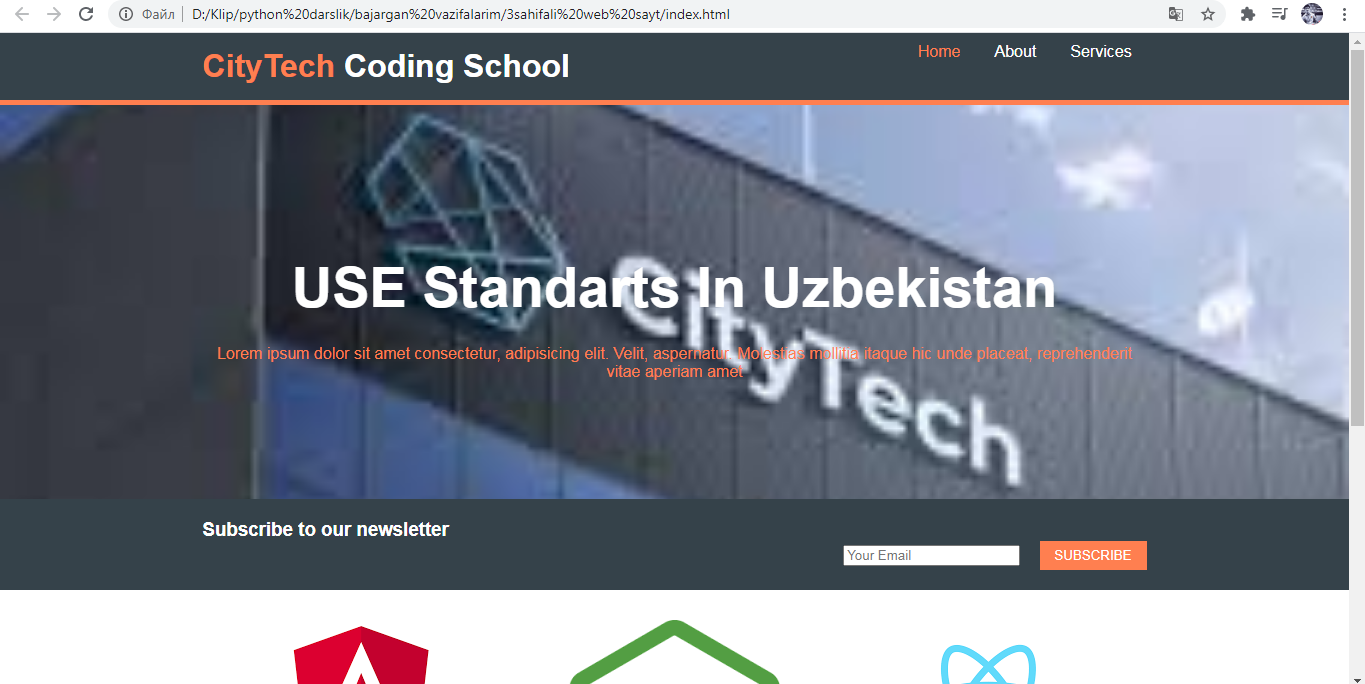 Файл
D:/Klip/python%20darslik/bajargan%20vazifalarim/3sahifali%20web%20sayt/index.html
CityTech Coding School
Home About Services
USE Standarts In Uzbekistan
CityTech
Lorem ipsum dolor sit amet consectetur, adipisicing elit. Velit, aspernatur. Molestias mollitia itaque hic unde placeat, reprehenderit
vitae aperiam amet
Subscribe to our newsletter
Your Email
SUBSCRIBE